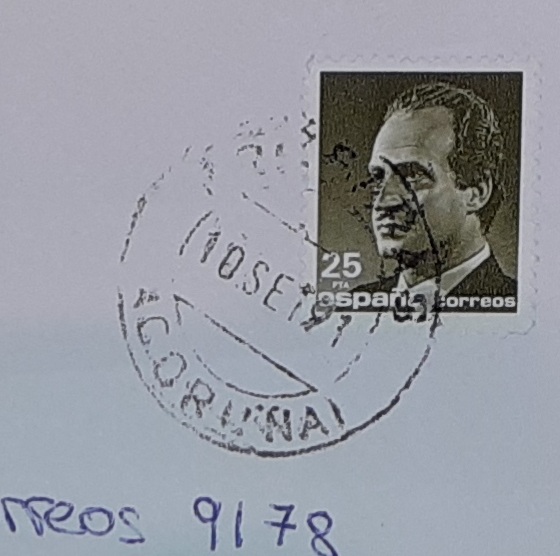 25
PTA
españa correos
10.SET.91
(CORUÑA)
rreos 9178